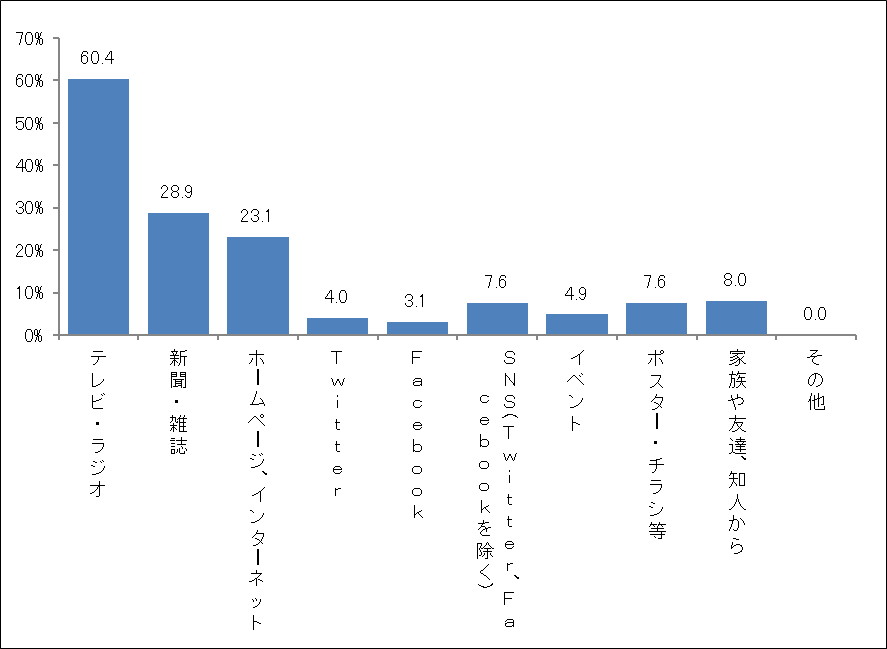 70%
60%
50%
40%
30%
20%
10%
0%
60.4
28.9
23.1
4.0
3.1
7.6
4.9
7.6
8.0
0.0
テレビ・ラジオ
新聞・雑誌
ホームページ、インターネット
Twitter
Facebook
SNS(Twitter、Fa
cebookを除く)
イベント
ポスター・チラシ等
家族や友達、知人から
その他